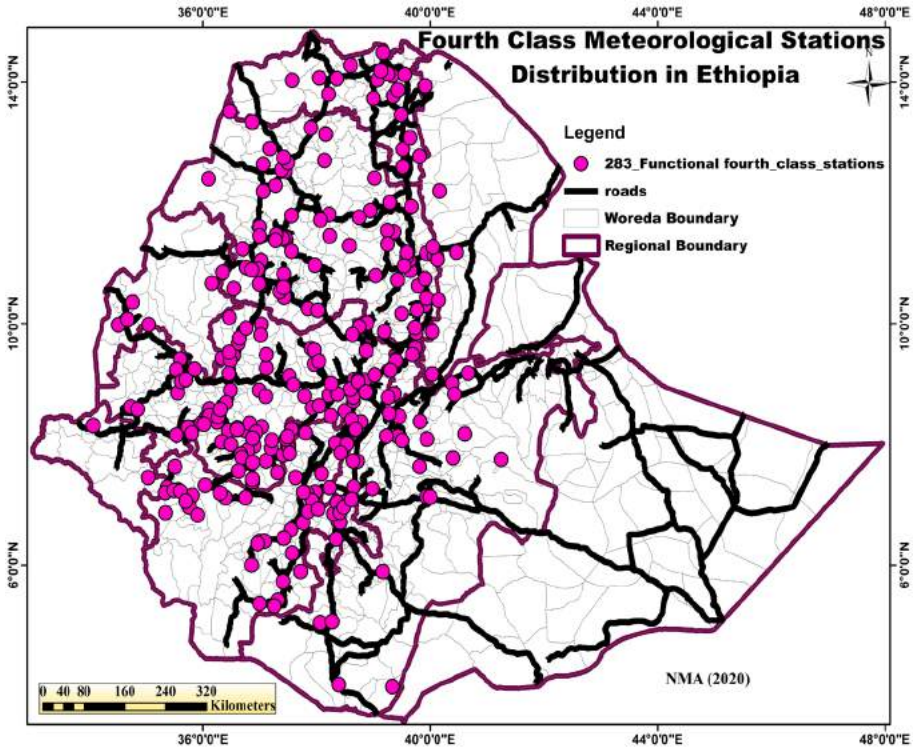 36°0'0"E 40°0'0"E 44°0'0"E 48°0'0"E
Fourth Class Meteorological Stations
Distribution in Ethiopia
N
14°0'0"N 14°0'0"N
Legend
283_Functional fourth_class_stations
roads
Woreda Boundary
Regional Boundary
10°0'0"N 10°0'0"N
6°0'0"N 6°0'0"N
NMA (2020)
0 40 80 160 240 320
Kilometers
36°0'0"E 40°0'0"E 44°0'0"E 48°0'0"E